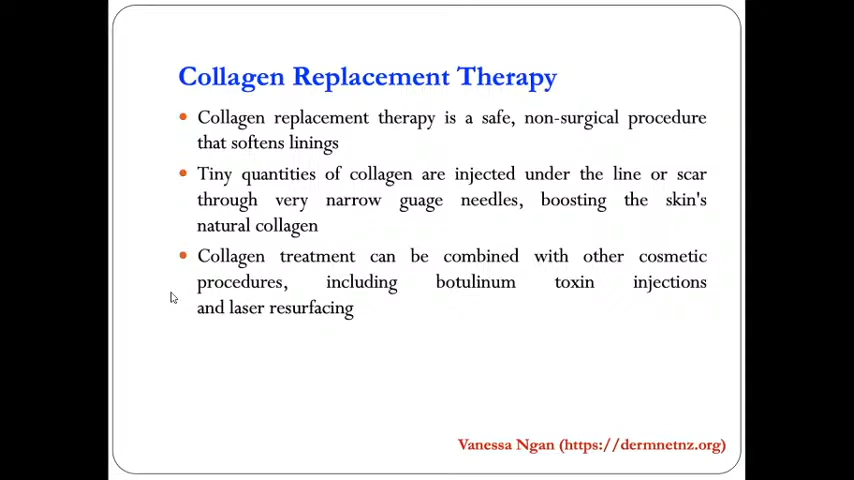 Collagen Replacement Therapy
Collagen replacement therapy is a safe, non-surgical procedure
that softens linings
Tiny quantities of collagen are injected under the line or scar
through very narrow guage needles, boosting the skin's
natural collagen
Collagen treatment can be combined with other cosmetic
procedures, including botulinum toxin injections
and laser resurfacing
Vanessa Ngan (https://dermnetnz.org)